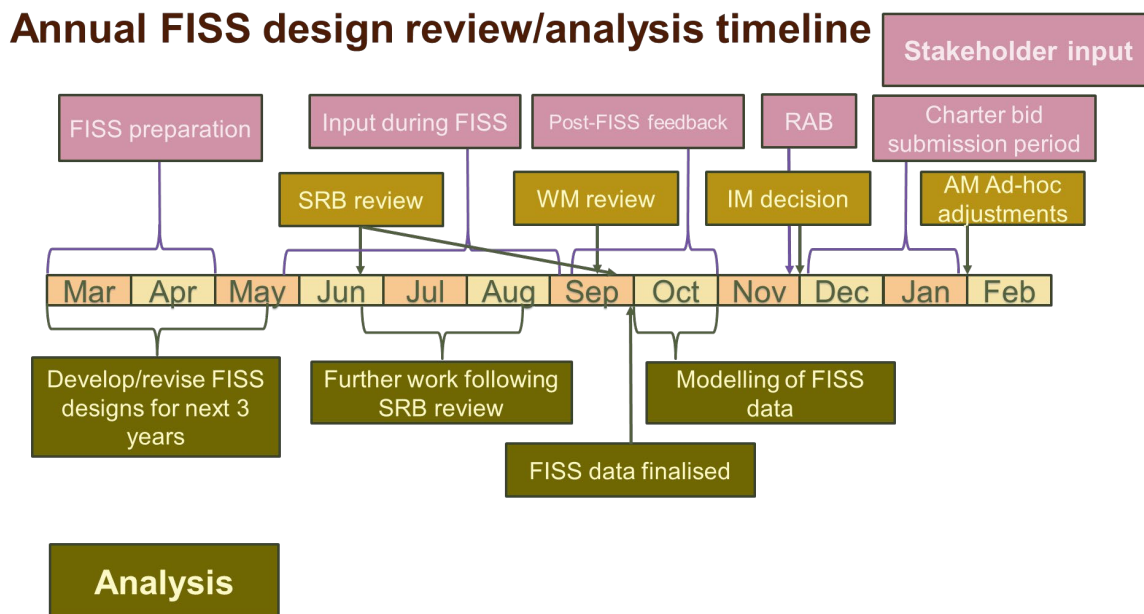 Annual FISS design review/analysis timeline
Stakeholder input
FISS preparation
Input during FISS
Post-FISS feedback
RAB
Charter bid
submission period
SRB review
WM review
IM decision
AM Ad-hoc
adjustments
Mar Apr May Jun Jul Aug Sep Oct Nov Dec Jan Feb
Develop/revise FISS
designs for next 3
years
Further work following
SRB review
Modelling of FISS
data
FISS data finalised
Analysis